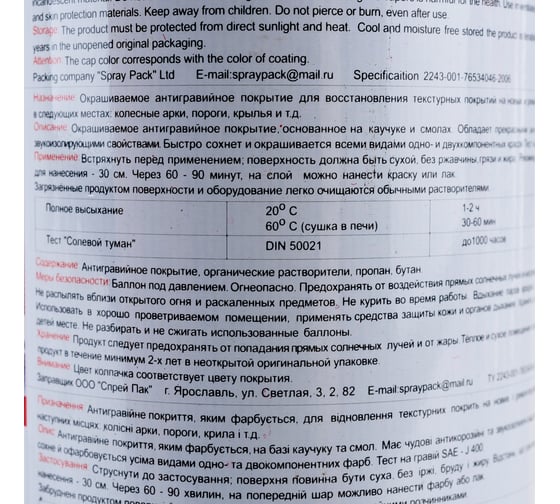 and skin protection materials. Keep away from children. Do not pierce or burn, even after use.
Storage The product must be protected from direct sunlight and heat. Cool and moisture free stored the product
years in the unopened original packaging.
Attention The cap color corresponds with the color of coating.
Packing company "Spray Pack" Ltd E-mail:spraypack@mail.ru Specificaition 2243-001-76534046-2006
Назначение Окрашиваемое антигравийное покрытие для восстановления текстурных покрытий на
в следующих местах: колесные арки, пороги, крылья и т.д.
Описание Окрашиваемое антигравийное покрытие, основанное на каучуке и смолах. Обладает
звукоизолирующими свойствами. Быстро сохнет и окрашивается всеми видами одно- и двухкомпонентных
Применение Встряхнуть перёд применением; поверхность должна быть сухой, без ржавчины, грязи и жира.
для нанесения - 30 см. Через 60 - 90 минут, на слой можно нанести краску или лак.
Загрязнённые продуктом поверхности и оборудование легко очищаются обычными растворителями.
Полное высыхание 20⁰ С 1-2 ч
60⁰ С (сушка в печи) 30-60 мин
Тест "Солевой туман" DIN 50021 до1000 часов
Содержание Антигравийное покрытие, органические растворители, пропан, бутан.
Меры безопасности: Баллон под давлением. Огнеопасно. Предохранять от воздействия прямых солнечных
Не распылять вблизи открытого огня и раскаленных предметов. Не курить во время работы.
Использовать в хорошо проветриваемом помещении, применять средства защиты кожи и органов дыхания.
месте. Не разбирать и не сжигать использованные баллоны.
Хранение Продукт следует предохранять от попадания прямых солнечных лучей и от жары
продукт в течение минимум 2-х лет в неоткритой оригинальной упаковке.
Внимание Цвет колпачка соответствует цвету покрытия.
Заправщик ООО "Спрей Пак" г. Ярославль, ул. Светлая, 3, 2, 82 E-mail:spraypack@mail.ru
Призначення Антигравійне покриття, яким фарбується, для відновлення текстурних покрить на
наступних місцях. колісні арки, пороги, крила і т.д.
Опис Антигравійне покриття, яким фарбується, на базі каучуку та смол. Має чудові антикорозійні та
сохне й офарбовується усіма видами одно- та двокомпонентних фарб. Тест на гравій SAE - J 400
Застосування Струснути до застосування; поверхня повинна бути суха, без іржі, бруду і жиру.
нанесення - 30 см. Через 60 - 90 хвилин, на попередній шар можливо нанести фарбу або лак.
Забруднені продуктом